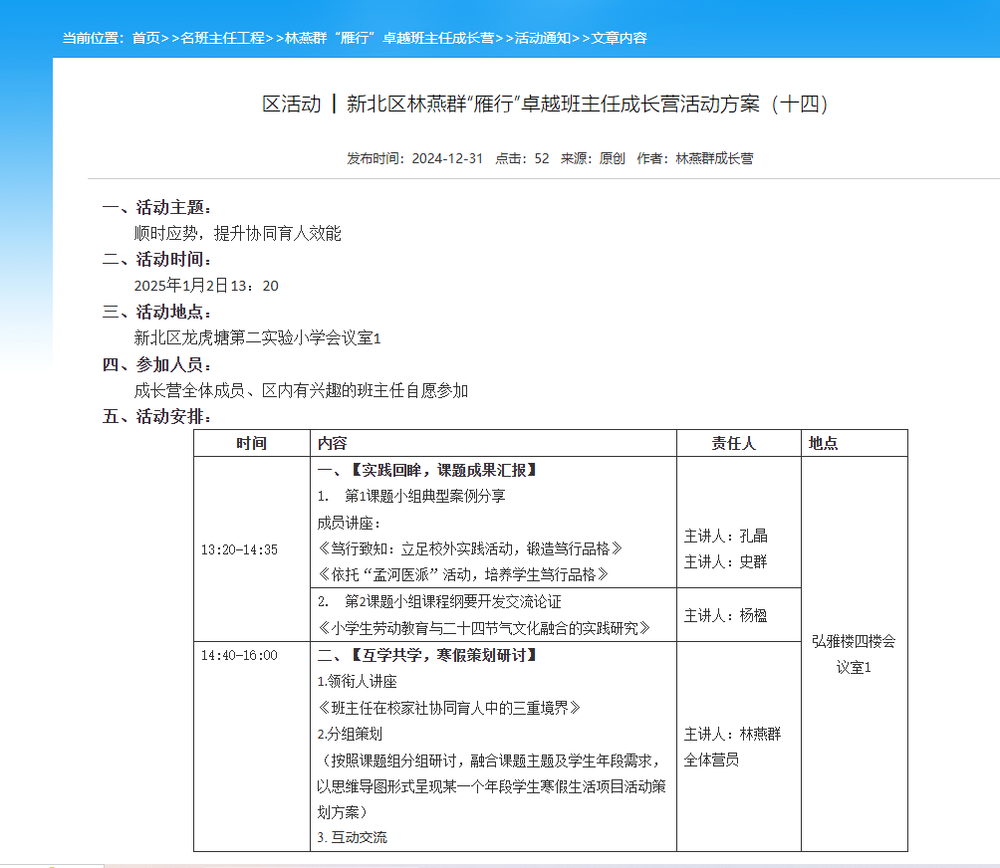 当前位置：首页>>名班主任工程>>林燕群“雁行”卓越班主任成长营>>活动通知>>文章内容
区活动 | 新北区林燕群“雁行”卓越班主任成长营活动方案（十四）
发布时间：2024-12-31 点击：52 来源：原创 作者：林燕群成长营
一、活动主题：
顺时应势，提升协同育人效能
二、活动时间：
2025年1月2日13：20
三、活动地点：
新北区龙虎塘第二实验小学会议室1
四、参加人员：
成长营全体成员、区内有兴趣的班主任自愿参加
五、活动安排：
时间 内容 责任人 地点
13:20-14:35
一、【实践回眸，课题成果汇报】
1. 第1课题小组典型案例分享
成员讲座：
《笃行致知：立足校外实践活动，锻造笃行品格》
《依托“孟河医派”活动，培养学生笃行品格》
主讲人：孔晶
主讲人：史群
2. 第2课题小组课程纲要开发交流论证
《小学生劳动教育与二十四节气文化融合的实践研究》
主讲人：杨楹
14:40-16:00
二、【互学共学，寒假策划研讨】
1.领衔人讲座
《班主任在校家社协同育人中的三重境界》
2.分组策划
（按照课题组分组研讨，融合课题主题及学生年段需求，
以思维导图形式呈现某一个年段学生寒假生活项目活动策
划方案）
3. 互动交流
主讲人：林燕群
全体营员
弘雅楼四楼会
议室1